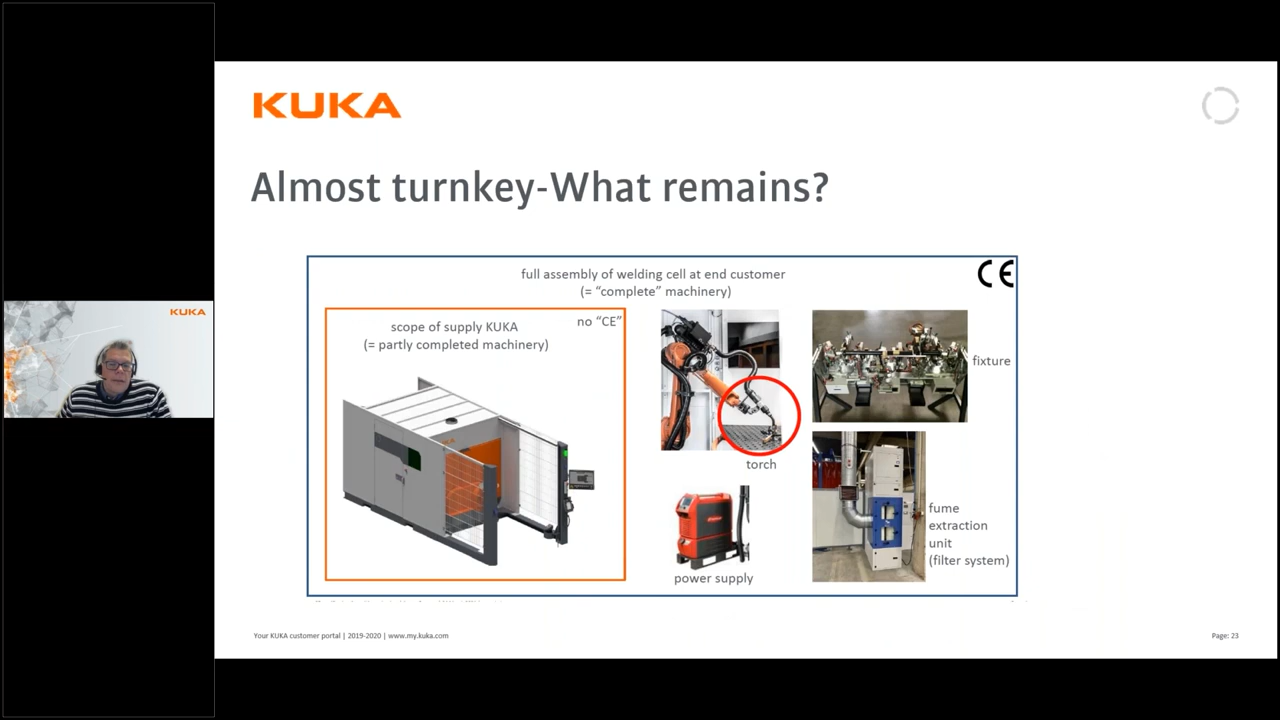 KUKA
Almost turnkey-What remains?
full assembly of welding cell at end customer
(= “complete” machinery)
CE
scope of supply KUKA
no “CE”
(= partly completed machinery)
fixture
torch
power supply
fume
extraction
unit
(filter system)
Your KUKA customer portal | 2019-2020 | www.my.kuka.com
Page: 23
KUKA